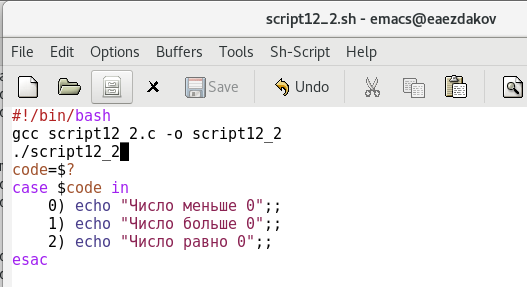 script12_2.sh - emacs@eaezdakov
File Edit Options Buffers Tools Sh-Script Help
Save Undo
#!/bin/bash
gcc script12_2.c -o script12_2
./script12_2
code=$?
case $code in
0) echo "Число меньше 0";;
1) echo "Число больше 0";;
2) echo "Число равно 0";;
esac